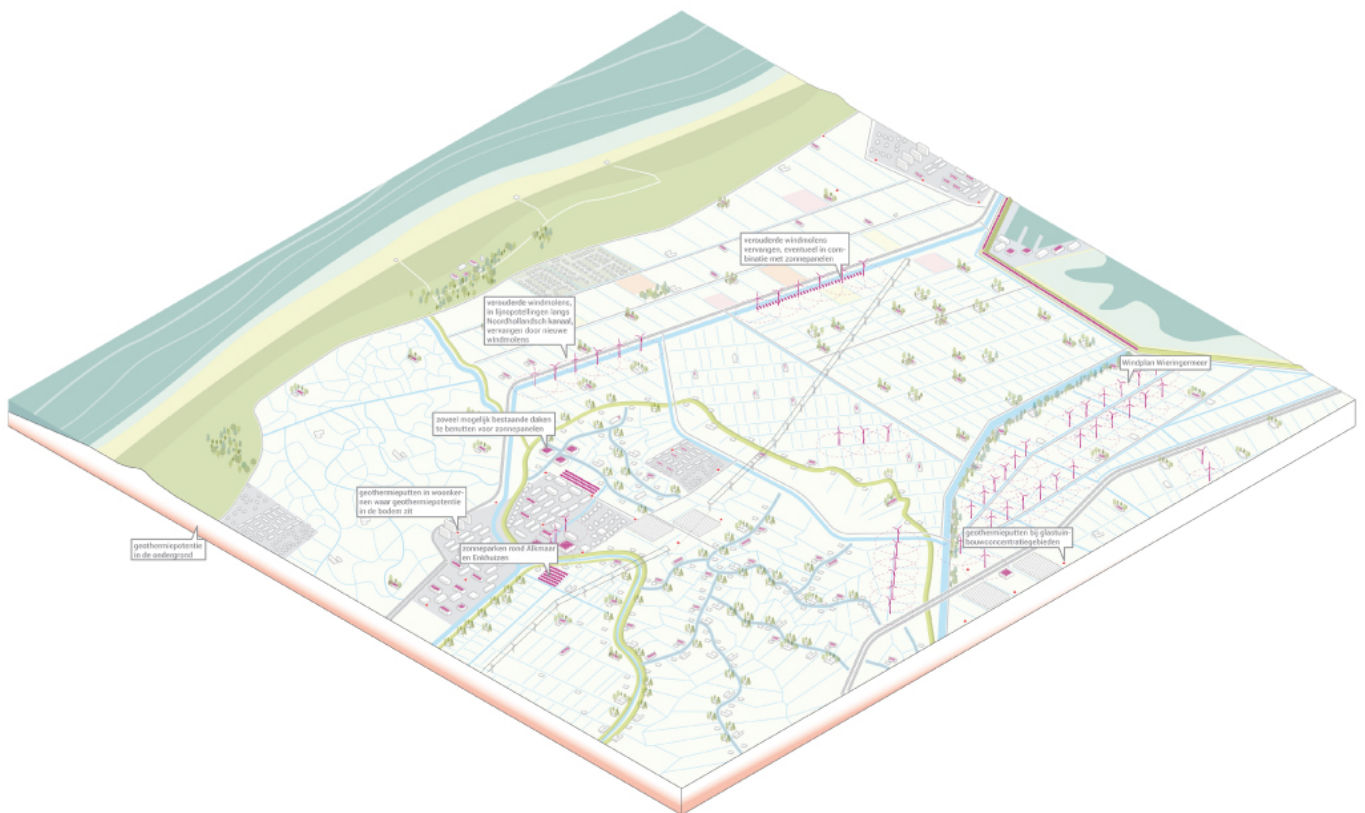 verouderde windmolens
vervangen, eventueel in com-
binatie met zonnepanelen
verouderde windmolens,
in lijnopstellingen langs
Noordhollandsch kanaal,
vervangen door nieuwe
windmolens
Windplan Wieringermeer
zoveel mogelijk bestaande daken
te benutten voor zonnepanelen
geothermieputten in woonker-
nen waar geothermiepotentie
in de bodem zit
geothermiepotentie
in de ondergrond
zonneparken rond Alkmaar
en Enkhuizen
geothermieputten bij glastuin-
bouwconcentratiegebieden